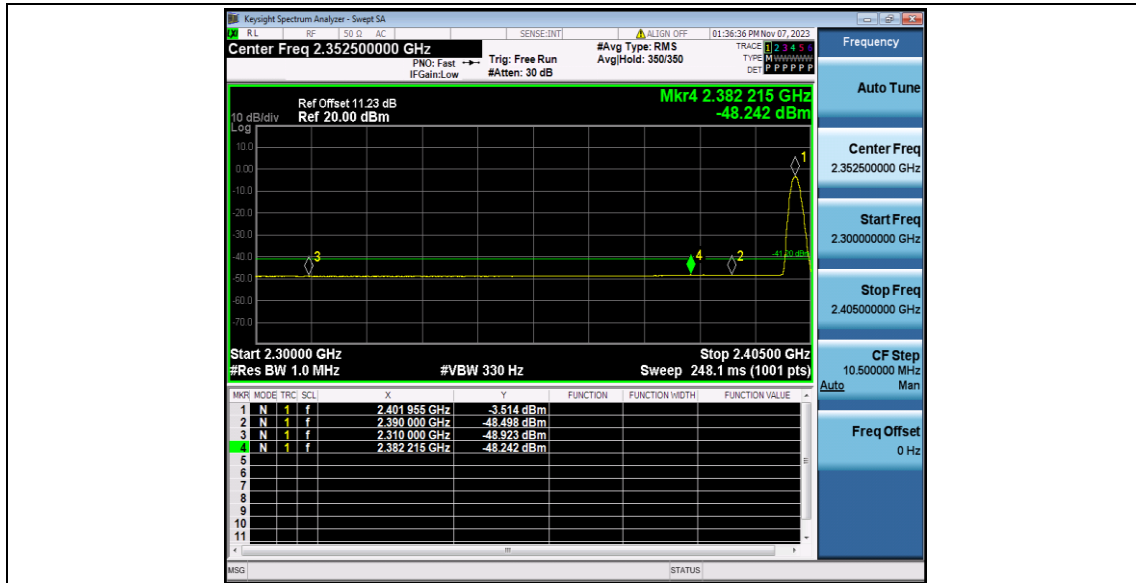 Keysight Spectrum Analyzer - Swept SA
RL RF 50 Ω AC SENSE:INT ALIGN OFF 01:36:36 PM Nov 07, 2023
Center Freq 2.352500000 GHz
PNO: Fast
IFGain:Low
Trig: Free Run
#Atten: 30 dB
#Avg Type: RMS
Avg|Hold: 350/350
TRACE 1 2 3 4 5 6
TYPE M W W W W W
DET P P P P P P
Frequency
Auto Tune
Center Freq
2.352500000 GHz
Start Freq
2.300000000 GHz
Stop Freq
2.405000000 GHz
CF Step
10.500000 MHz
Auto Man
Freq Offset
0 Hz
Mkr4 2.382 215 GHz
-48.242 dBm
Ref Offset 11.23 dB
10 dB/div Ref 20.00 dBm
Log
10.0
0.00
-10.0
-20.0
-30.0
-40.0
-50.0
-60.0
-70.0
1
3
4
2
-41.20 dBm
Start 2.30000 GHz Stop 2.40500 GHz
#Res BW 1.0 MHz #VBW 330 Hz Sweep 248.1 ms (1001 pts)
MKR MODE TRC SCL X Y FUNCTION FUNCTION WIDTH FUNCTION VALUE
1 N 1 f 2.401 955 GHz -3.514 dBm
2 N 1 f 2.390 000 GHz -48.498 dBm
3 N 1 f 2.310 000 GHz -48.923 dBm
4 N 1 f 2.382 215 GHz -48.242 dBm
5
6
7
8
9
10
11
MSG STATUS